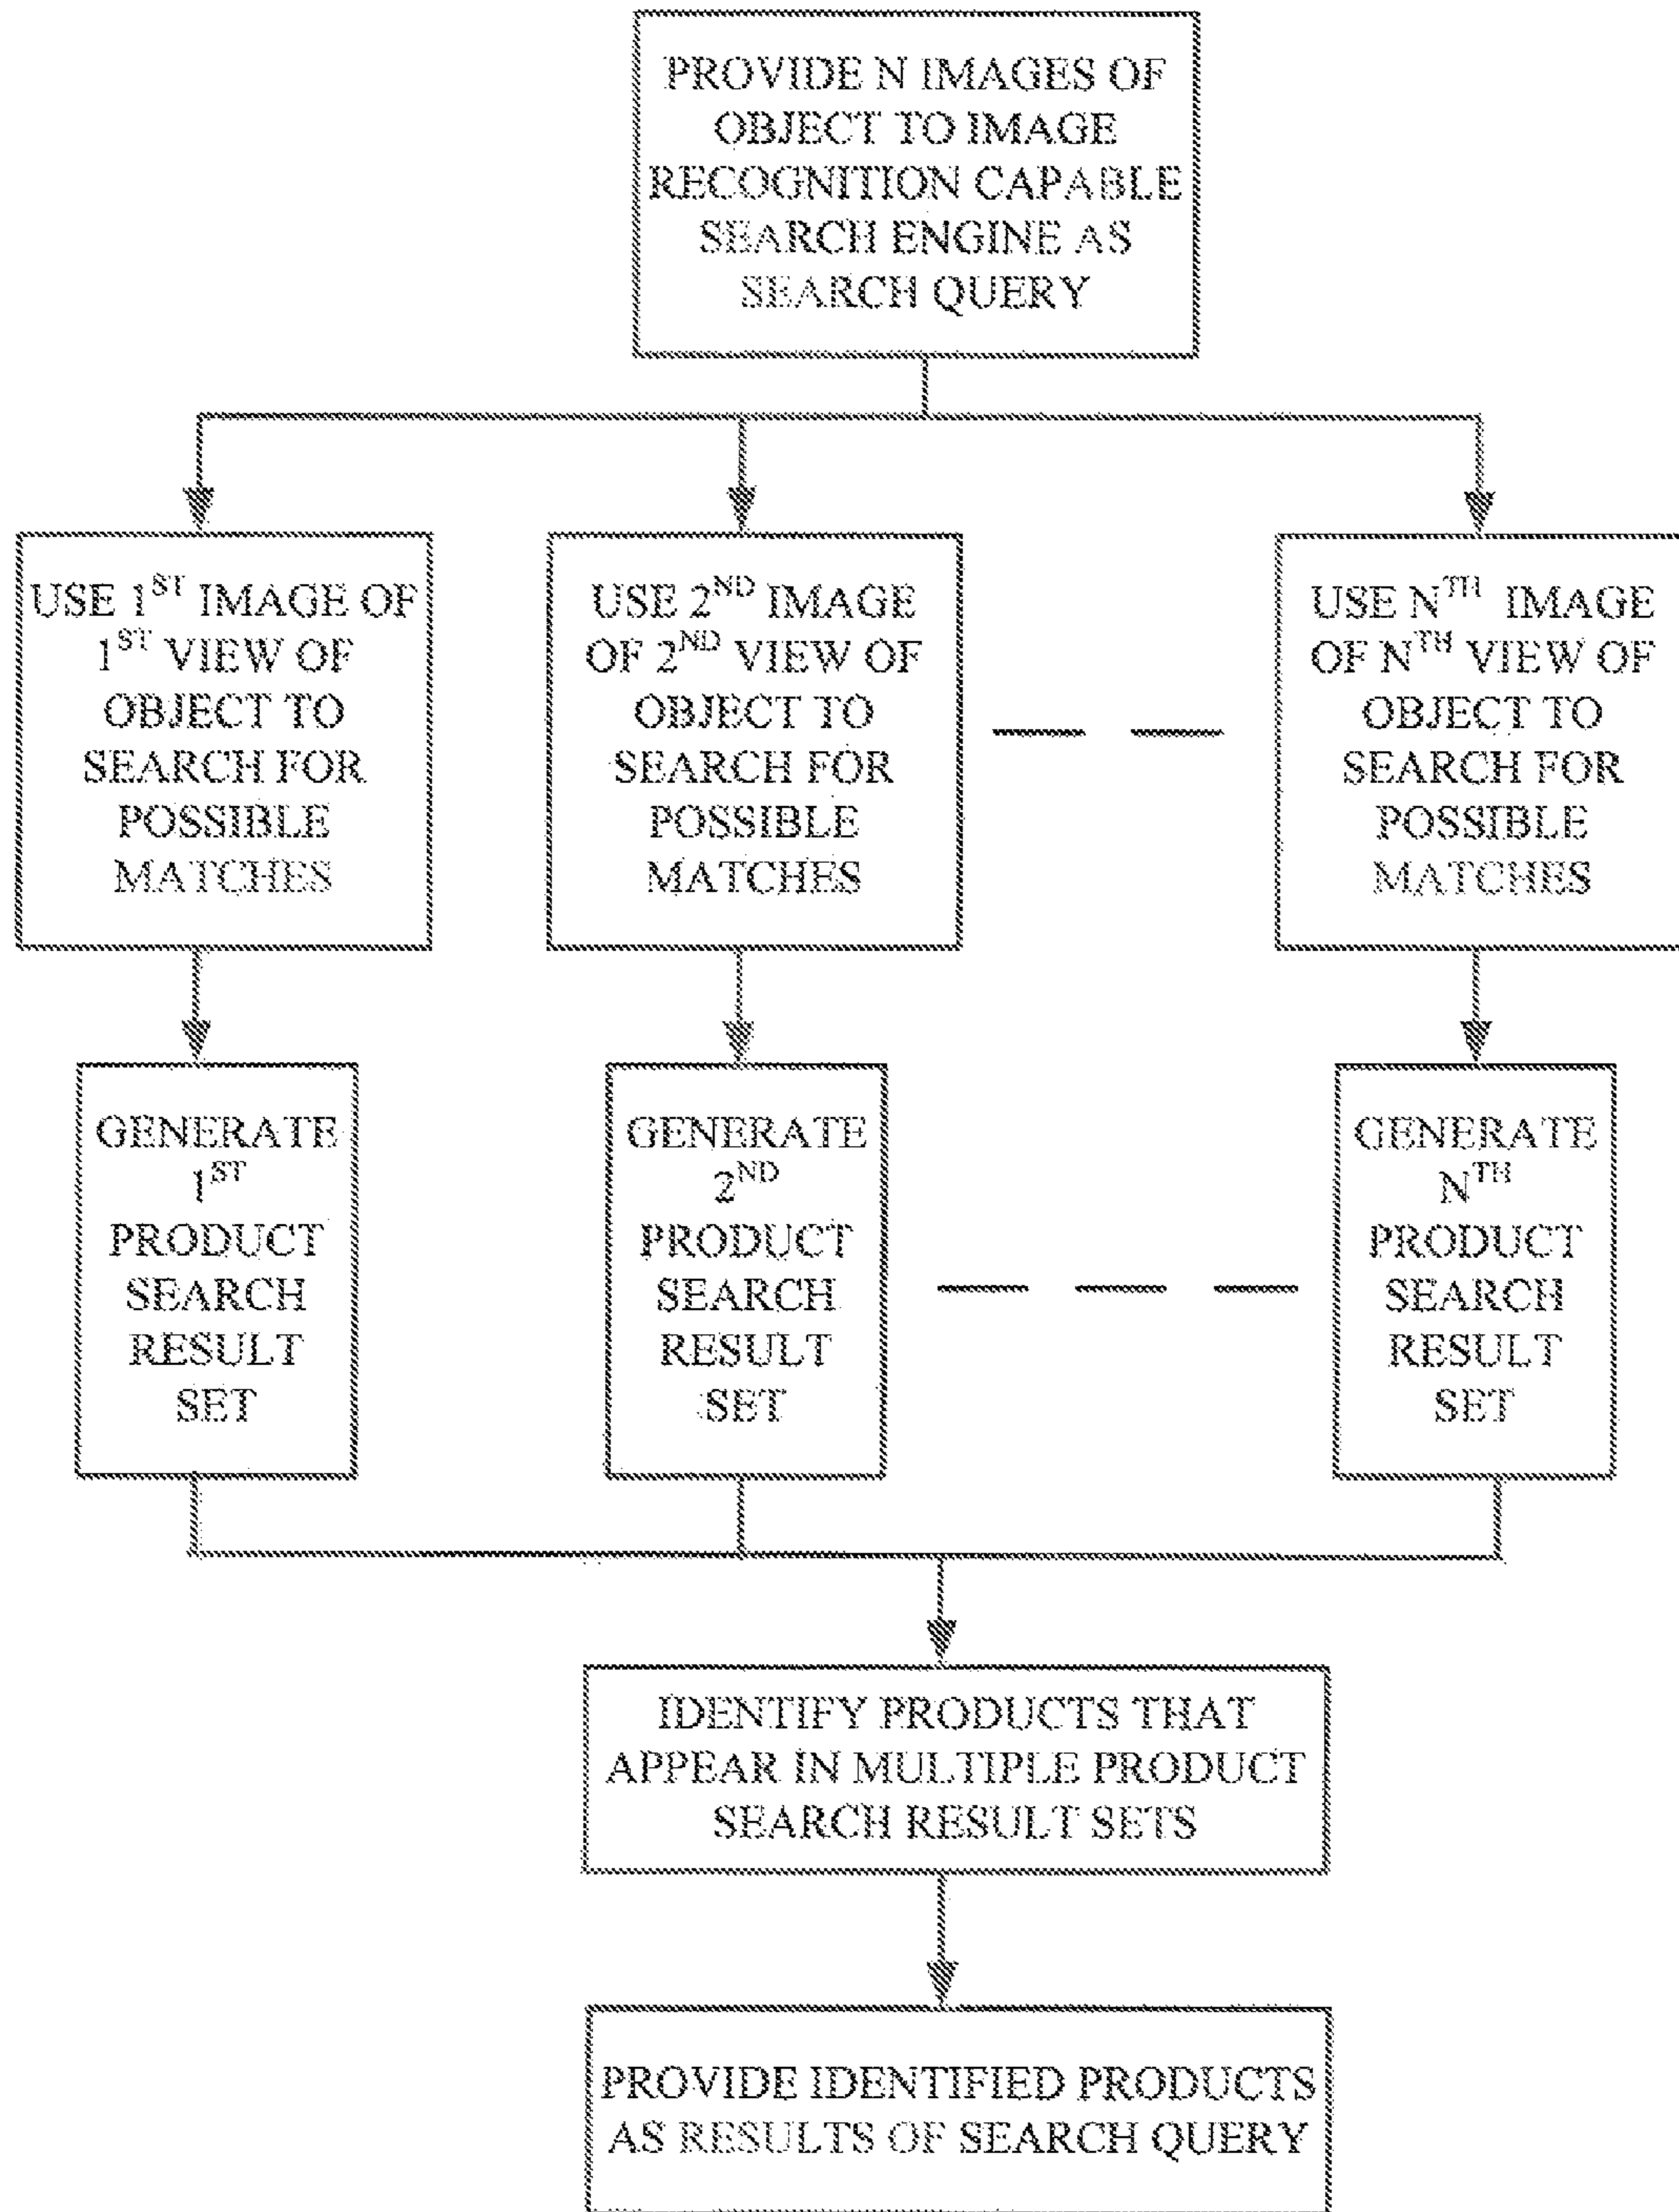 PROVIDE N IMAGES OF
OBJECT TO IMAGE
RECOGNITION CAPABLE
SEARCH ENGINE AS
SEARCH QUERY
USE 1ST IMAGE OF
1ST VIEW OF
OBJECT TO
SEARCH FOR
POSSIBLE
MATCHES
USE 2ND IMAGE
OF 2ND VIEW OF
OBJECT TO
SEARCH FOR
POSSIBLE
MATCHES
USE NTH IMAGE
OF NTH VIEW OF
OBJECT TO
SEARCH FOR
POSSIBLE
MATCHES
GENERATE
1ST
PRODUCT
SEARCH
RESULT
SET
GENERATE
2ND
PRODUCT
SEARCH
RESULT
SET
GENERATE
NTH
PRODUCT
SEARCH
RESULT
SET
IDENTIFY PRODUCTS THAT
APPEAR IN MULTIPLE PRODUCT
SEARCH RESULT SETS
PROVIDE IDENTIFIED PRODUCTS
AS RESULTS OF SEARCH QUERY